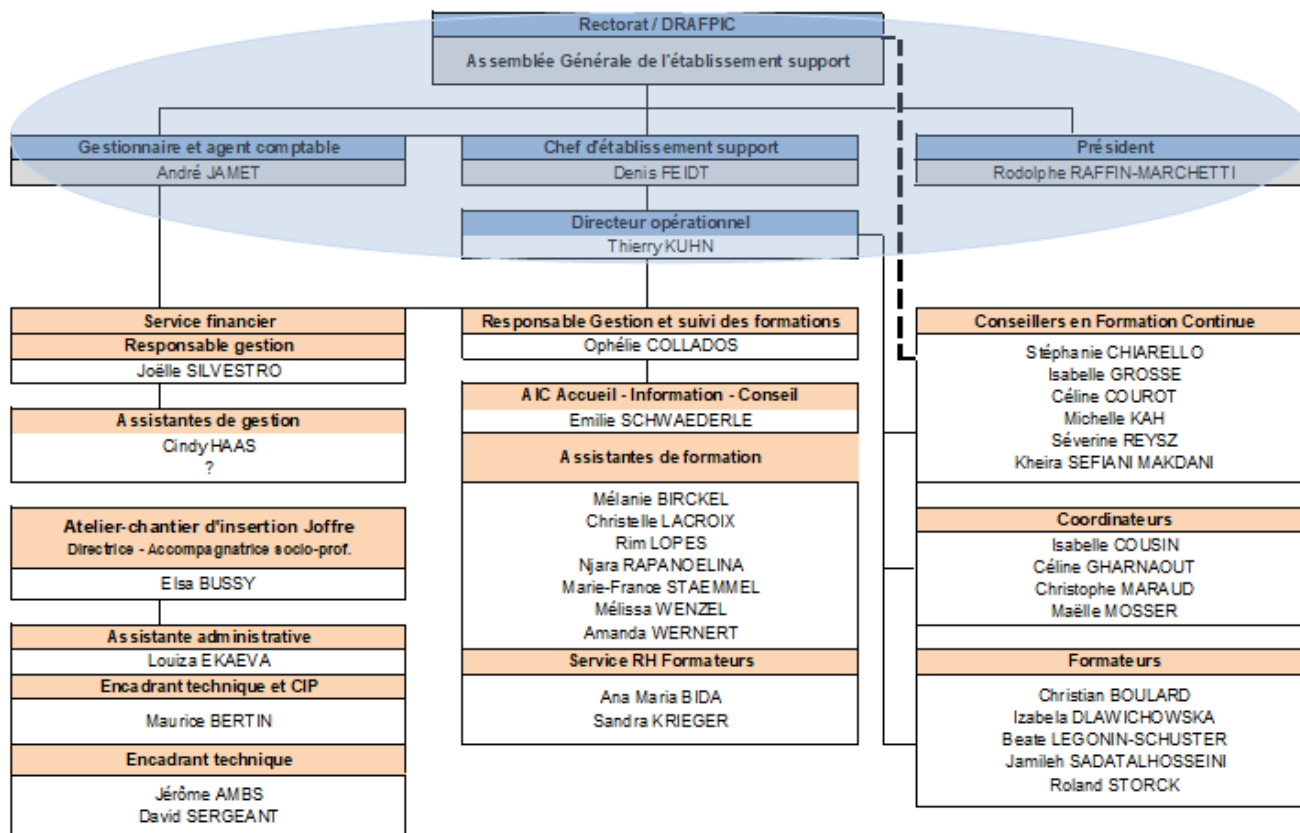 Rectorat / DRAFPIC
Assemblée Générale de l'établissement support
Gestionnaire et agent comptable
André JAMET
Chef d'établissement support
Denis FEIDT
Président
Rodolphe RAFFIN-MARCHETTI
Directeur opérationnel
Thierry KUHN
Service financier
Responsable gestion
Joëlle SILVESTRO
Assistantes de gestion
Cindy HAAS
?
Atelier-chantier d'insertion Joffre
Directrice - Accompagnatrice socio-prof.
Elsa BUSSY
Assistante administrative
Louiza EKAEVA
Encadrant technique et CIP
Maurice BERTIN
Encadrant technique
Jérôme AMBS
David SERGEANT
Responsable Gestion et suivi des formations
Ophélie COLLADOS
AIC Accueil - Information - Conseil
Emilie SCHWAEDERLE
Assistantes de formation
Mélanie BIRCKEL
Christelle LACROIX
Rim LOPES
Njara RAPANOELINA
Marie-France STAEMMEL
Mélissa WENZEL
Amanda WERNERT
Service RH Formateurs
Ana Maria BIDA
Sandra KRIEGER
Conseillers en Formation Continue
Stéphanie CHIARELLO
Isabelle GROSSE
Céline COUROT
Michelle KAH
Séverine REYSZ
Kheira SEFIANI MAKDANI
Coordinateurs
Isabelle COUSIN
Céline GHARNAOUT
Christophe MARAUD
Maëlle MOSSER
Formateurs
Christian BOULARD
Izabela DLAWICHOWSKA
Beate LEGONIN-SCHUSTER
Jamileh SADATALHOSSEINI
Roland STORCK